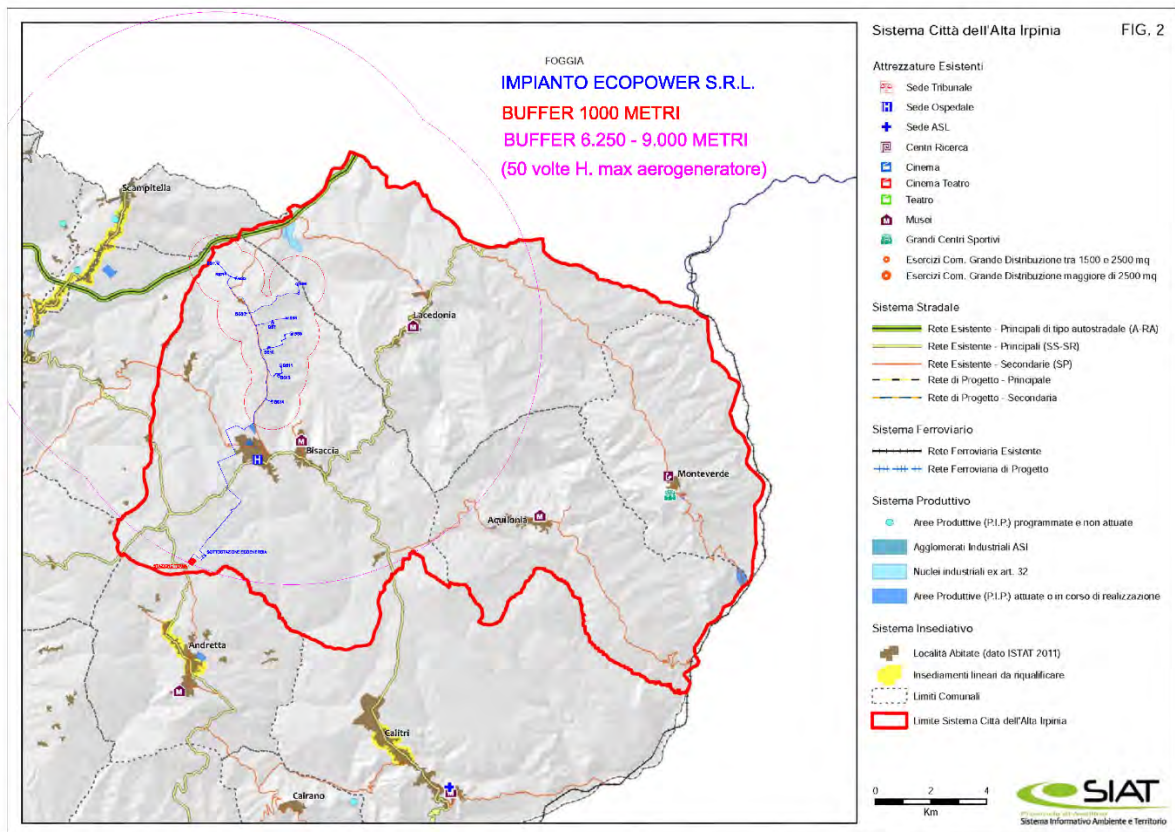 FOGGIA
IMPIANTO ECOPOWER S.R.L.
BUFFER 1000 METRI
BUFFER 6.250 - 9.000 METRI
(50 volte H. max aerogeneratore)
Scampitella
Lacedonia
Bisaccia
Monteverde
Aquilonia
Andretta
Calitri
Cairano
Sistema Città dell'Alta Irpinia
FIG. 2
Attrezzature Esistenti
Sede Tribunale
Sede Ospedale
Sede ASL
Centri Ricerca
Cinema
Cinema Teatro
Teatro
Musei
Grandi Centri Sportivi
Esercizi Com. Grande Distribuzione tra 1500 e 2500 mq
Esercizi Com. Grande Distribuzione maggiore di 2500 mq
Sistema Stradale
Rete Esistente - Principali di tipo autostradale (A-RA)
Rete Esistente - Principali (SS-SR)
Rete Esistente - Secondarie (SP)
Rete di Progetto - Principale
Rete di Progetto - Secondaria
Sistema Ferroviario
Rete Ferroviaria Esistente
Rete Ferroviaria di Progetto
Sistema Produttivo
Aree Produttive (P.I.P.) programmate e non attuate
Agglomerati Industriali ASI
Nuclei industriali ex art. 32
Aree Produttive (P.I.P.) attuate o in corso di realizzazione
Sistema Insediativo
Località Abitate (dato ISTAT 2011)
Insediamenti lineari da riqualificare
Limiti Comunali
Limite Sistema Città dell'Alta Irpinia
0 2 4
Km
SIAT
Sistema Informativo Ambiente e Territorio